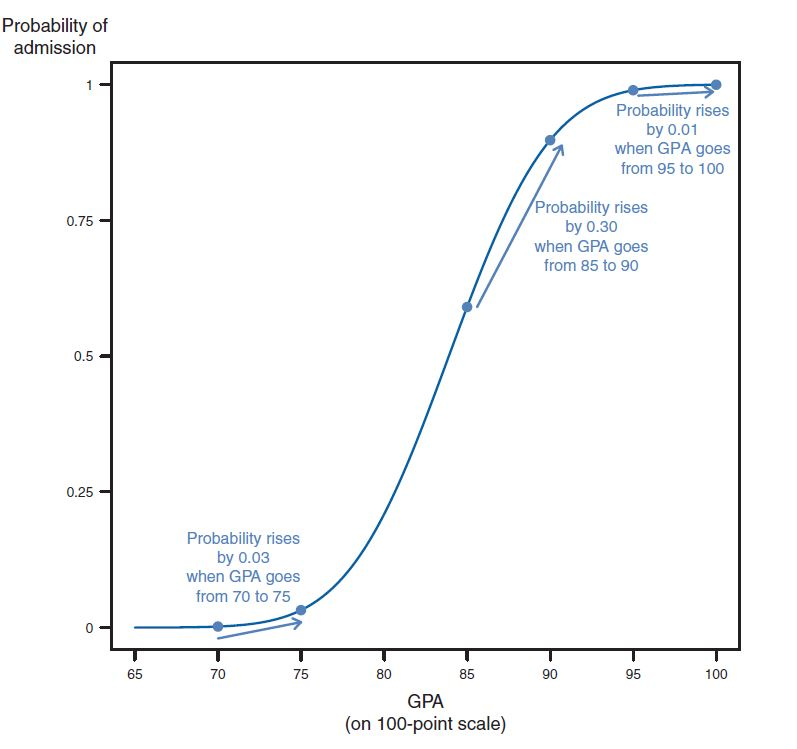 Probability of
admission
1
0.75
0.5
0.25
0
Probability rises
by 0.01
when GPA goes
from 95 to 100
Probability rises
by 0.30
when GPA goes
from 85 to 90
Probability rises
by 0.03
when GPA goes
from 70 to 75
65 70 75 80 85 90 95 100
GPA
(on 100-point scale)